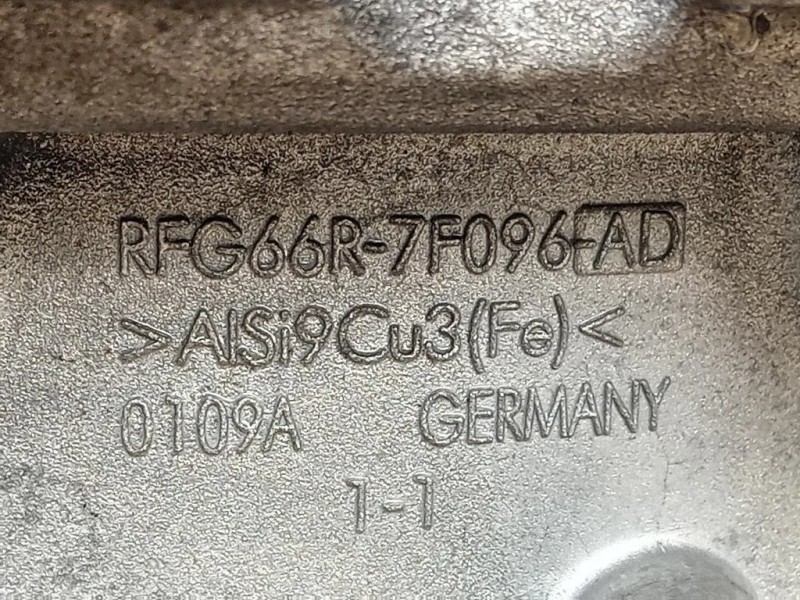 RFG66R-7F096-AD
>AlSi9Cu3(Fe)<
0109A GERMANY
1-1